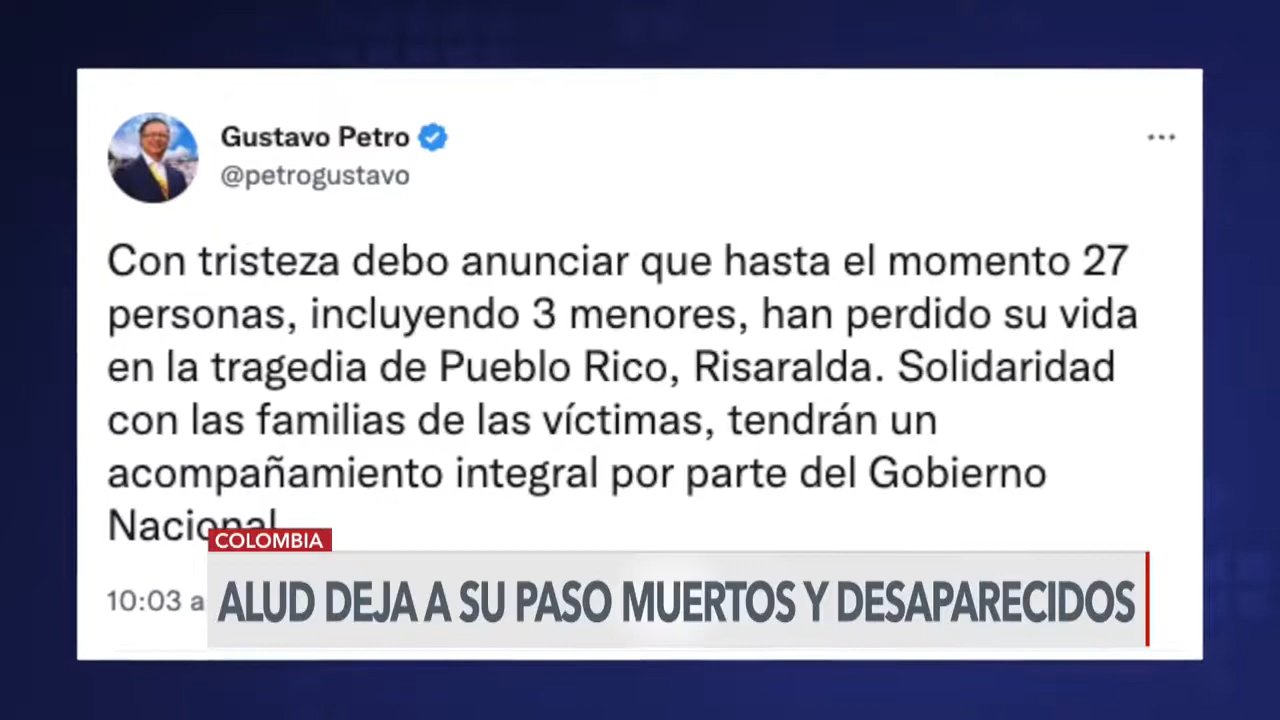 Gustavo Petro
@petrogustavo
Con tristeza debo anunciar que hasta el momento 27
personas, incluyendo 3 menores, han perdido su vida
en la tragedia de Pueblo Rico, Risaralda. Solidaridad
con las familias de las víctimas, tendrán un
acompañamiento integral por parte del Gobierno
Nacional
10:03 a
COLOMBIA
ALUD DEJA A SU PASO MUERTOS Y DESAPARECIDOS